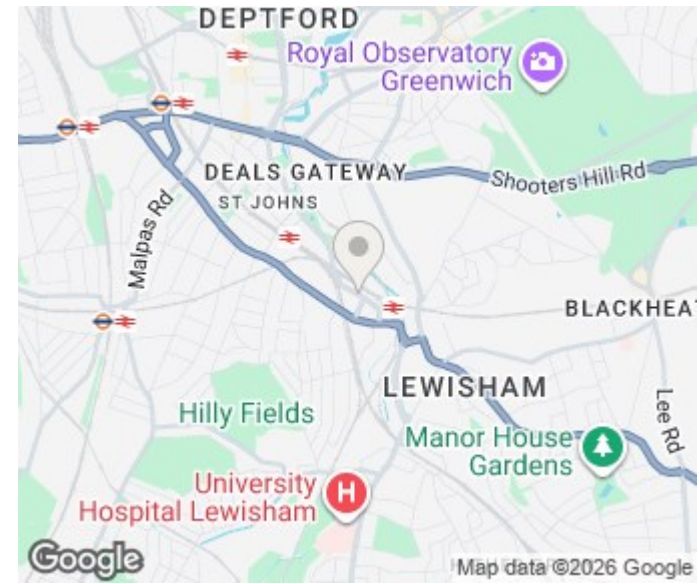 DEPTFORD
Royal Observatory
Greenwich
DEALS GATEWAY
Shooters Hill Rd
ST JOHNS
Malpas Rd
BLACKHEAT
LEWISHAM
Lee Rd
Hilly Fields
Manor House
Gardens
University
Hospital Lewisham
H
Google
Map data ©2026 Google